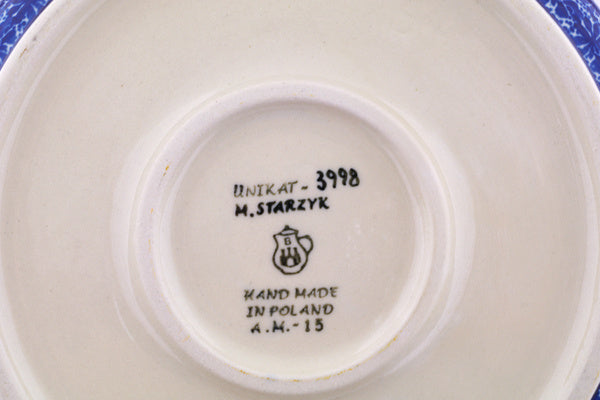 UNIKAT - 3998
M.STARZYK
B
HAND MADE
IN POLAND
A.M.-15